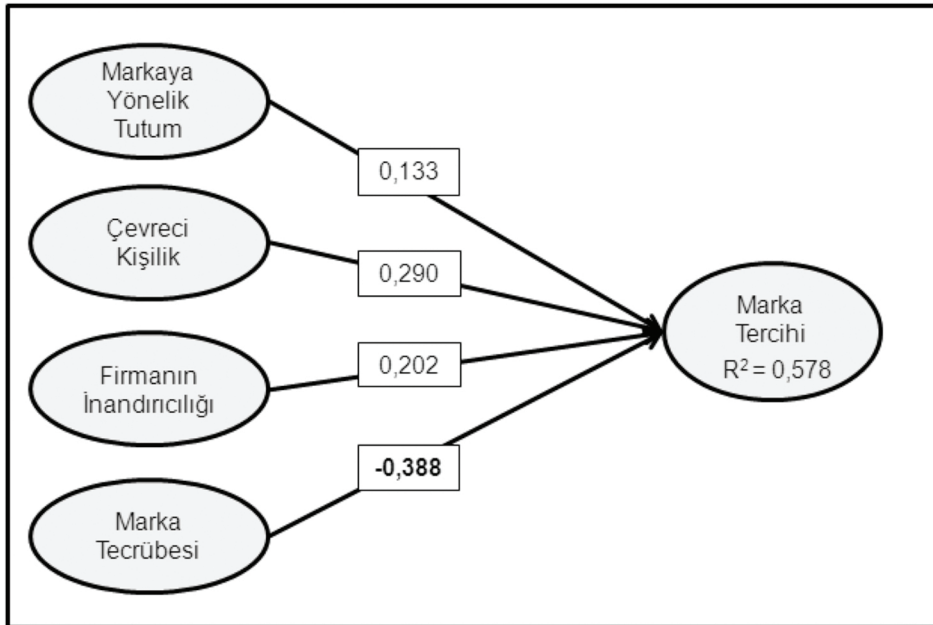 Markaya
Yönelik
Tutum
0,133
Çevreci
Kişilik
0,290
Marka
Tercihi
R² = 0,578
Firmanın
İnandırıcılığı
0,202
-0,388
Marka
Tecrübesi